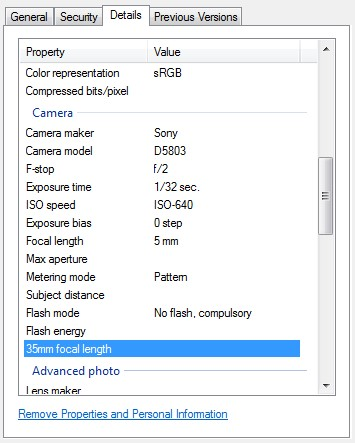 General Security Details Previous Versions
Property Value
Color representation sRGB
Compressed bits/pixel
Camera
Camera maker Sony
Camera model D5803
F-stop f/2
Exposure time 1/32 sec.
ISO speed ISO-640
Exposure bias 0 step
Focal length 5 mm
Max aperture
Metering mode Pattern
Subject distance
Flash mode No flash, compulsory
Flash energy
35mm focal length
Advanced photo
Lens maker
Remove Properties and Personal Information